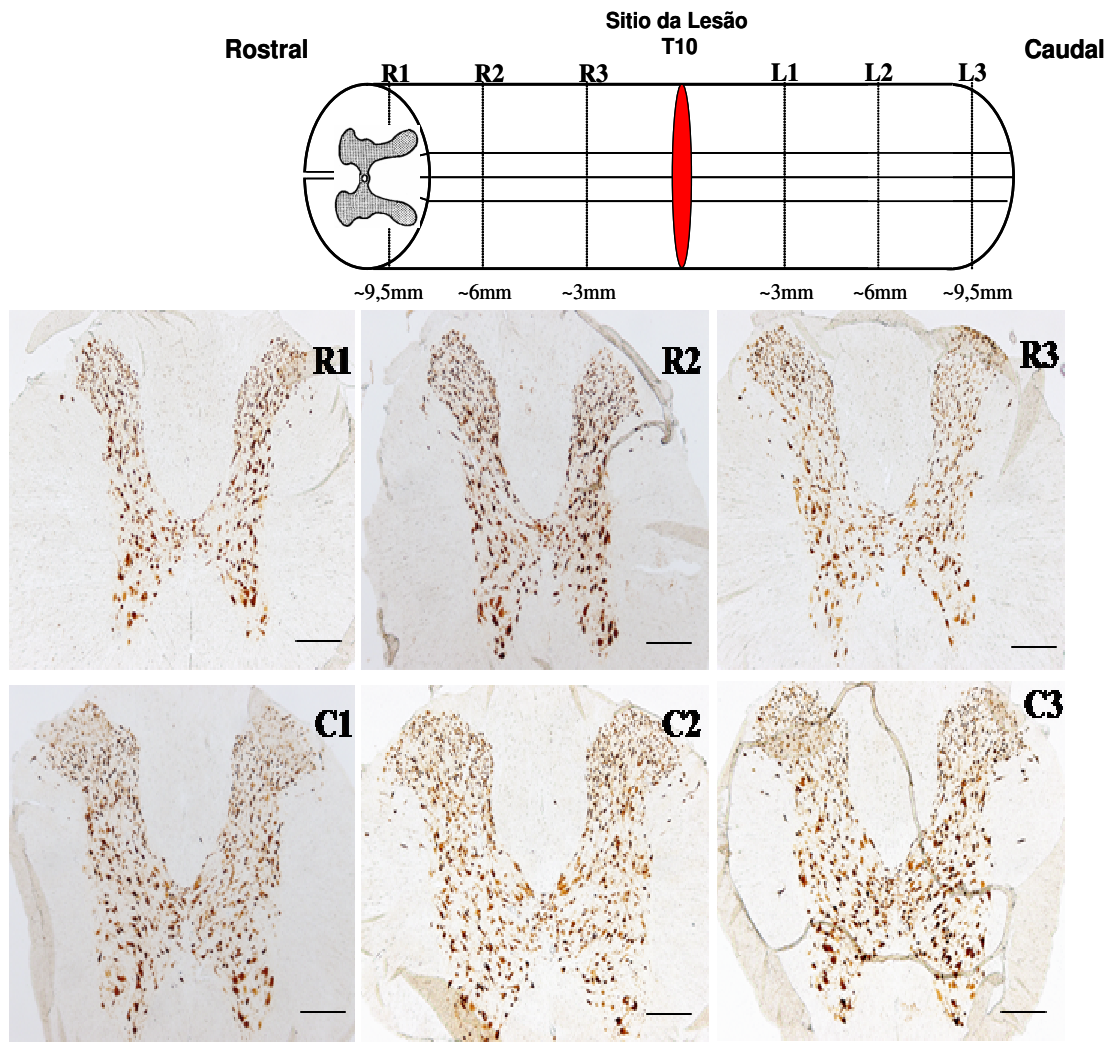 Sitio da Lesão
T10
Rostral
Caudal
R1 R2 R3 L1 L2 L3
~9,5mm ~6mm ~3mm ~3mm ~6mm ~9,5mm
R1 R2 R3
C1 C2 C3